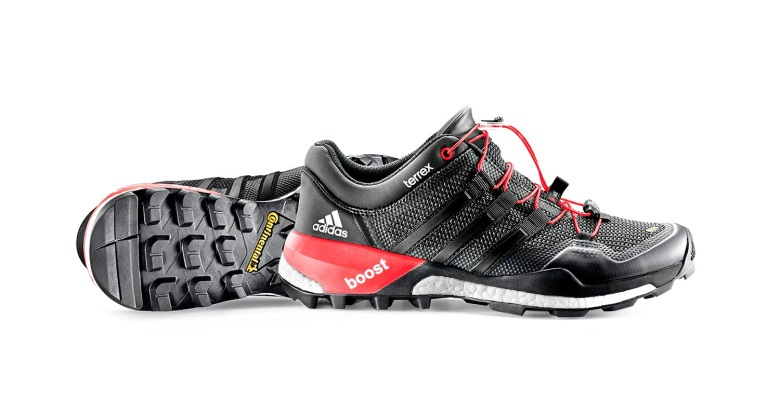 terrex
adidas
boost
Continental